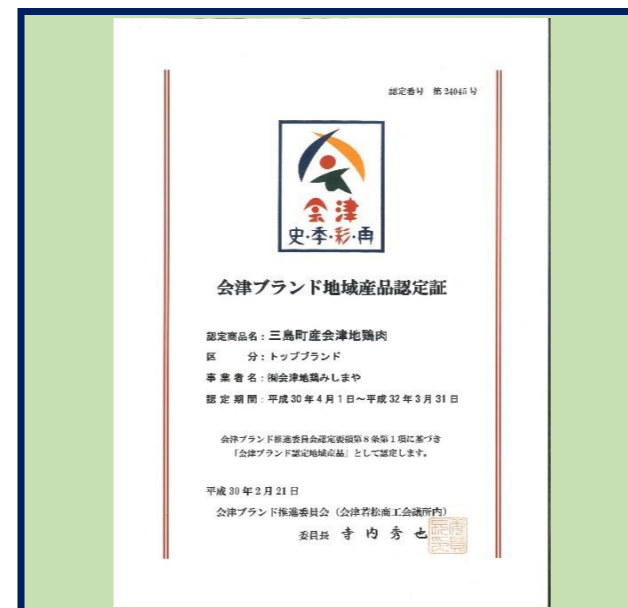 認定番号 第24045号
会津
史・季・彩・再
会津ブランド地域産品認定証
認定商品名：三島町産会津地鶏肉
区 分：トップブランド
事業者名：㈱会津地鶏みしまや
認定期間：平成30年4月1日～平成32年3月31日
会津ブランド推進委員会認定要領第8条第1項に基づき
「会津ブランド認定地域産品」として認定します。
平成30年2月21日
会津ブランド推進委員会（会津若松商工会議所内）
委員長 寺内秀也